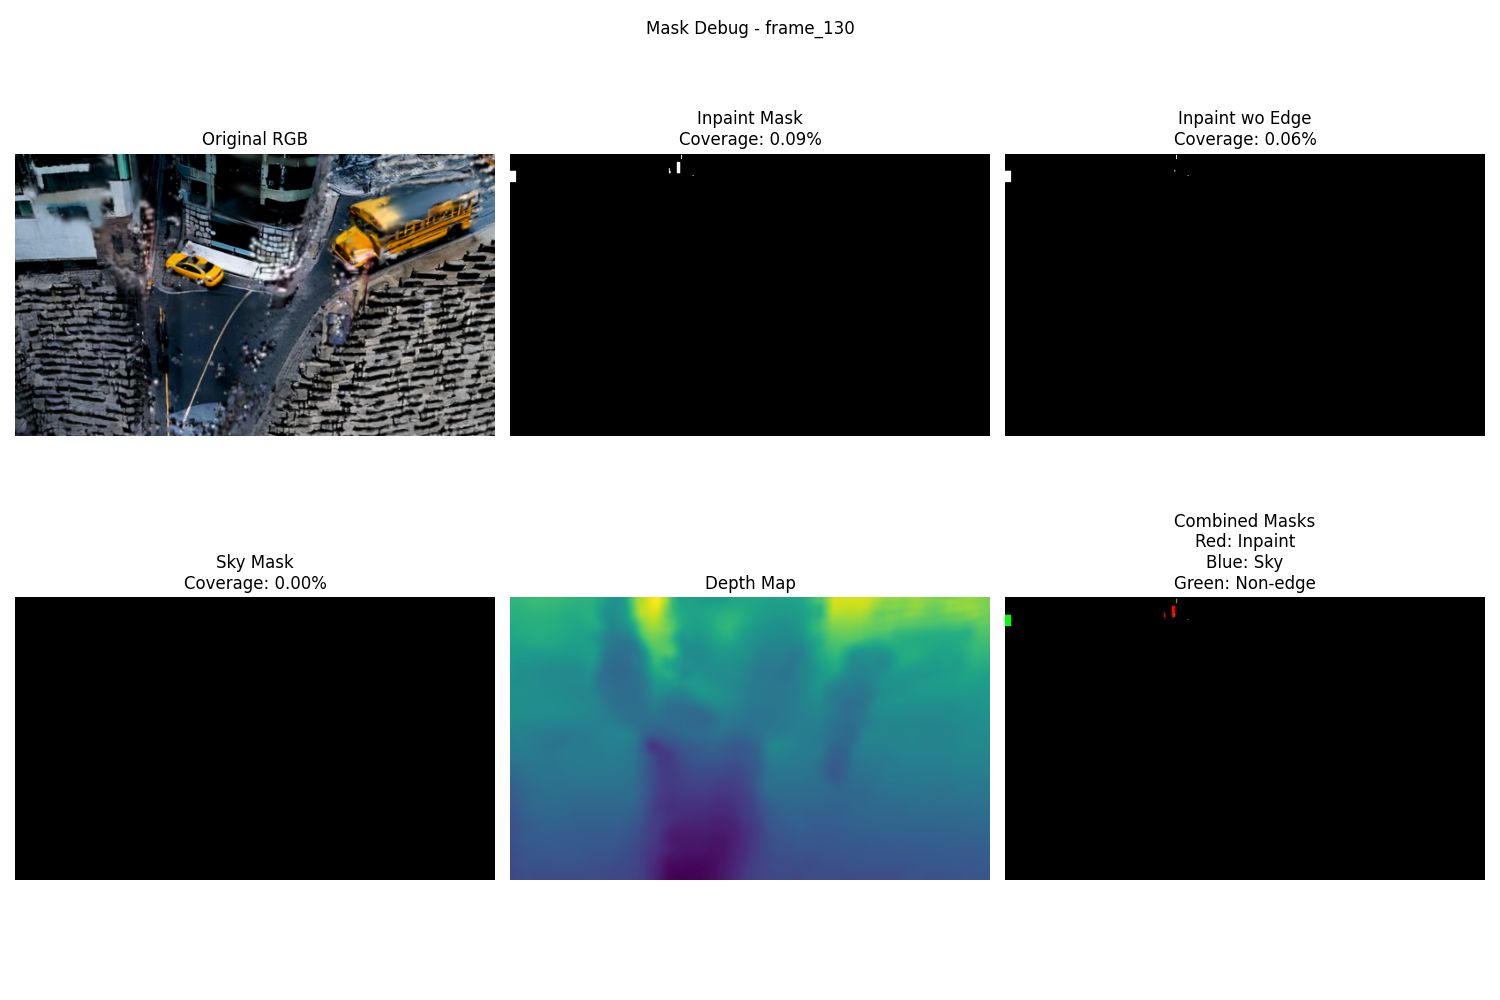 Mask Debug - frame_130
Original RGB
Inpaint Mask
Coverage: 0.09%
Inpaint wo Edge
Coverage: 0.06%
Sky Mask
Coverage: 0.00%
Depth Map
Combined Masks
Red: Inpaint
Blue: Sky
Green: Non-edge